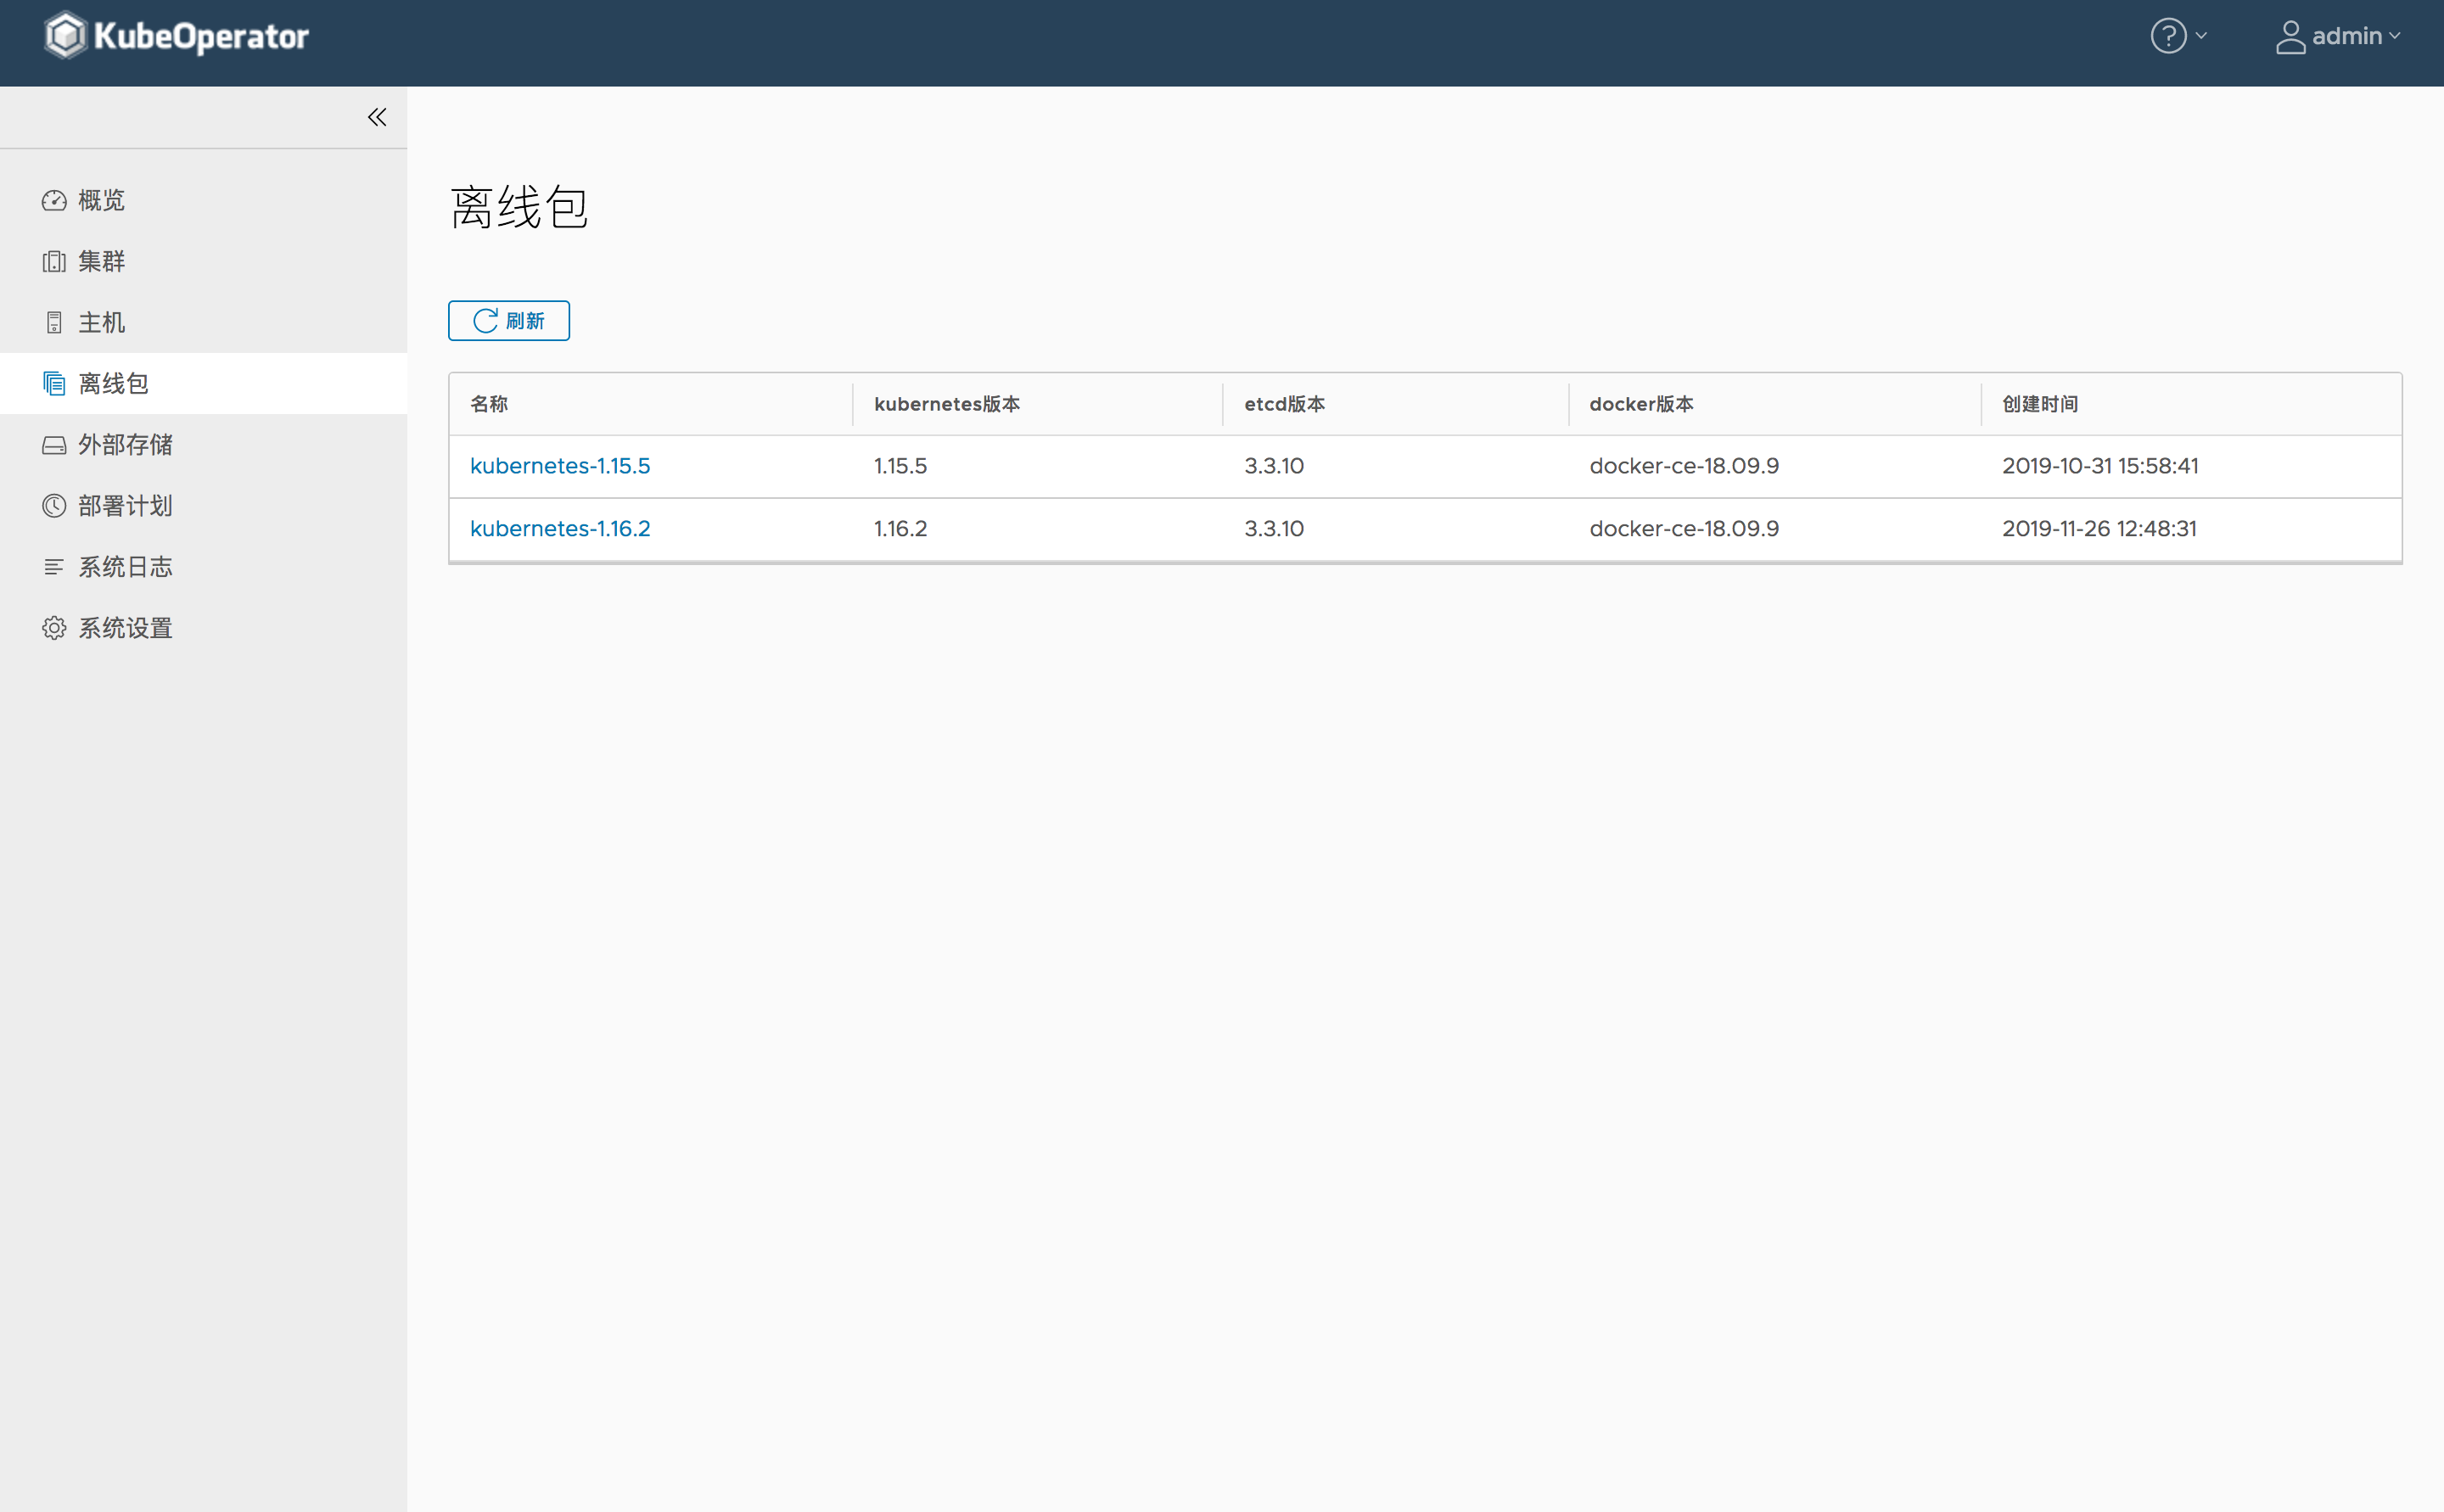 KubeOperator
admin
概览
集群
主机
离线包
外部存储
部署计划
系统日志
系统设置
离线包
刷新
名称 kubernetes版本 etcd版本 docker版本 创建时间
kubernetes-1.15.5 1.15.5 3.3.10 docker-ce-18.09.9 2019-10-31 15:58:41
kubernetes-1.16.2 1.16.2 3.3.10 docker-ce-18.09.9 2019-11-26 12:48:31